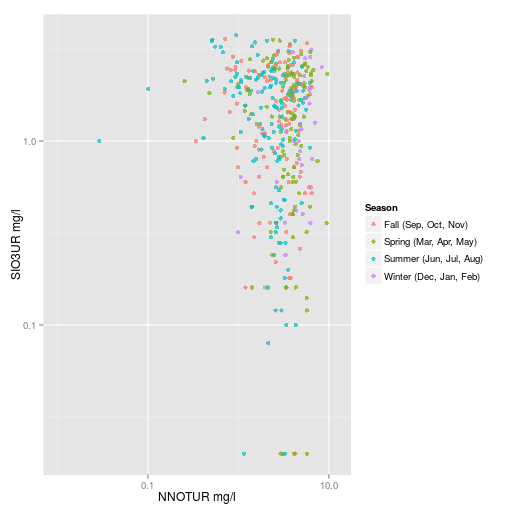 SIO3UR mg/l
1.0
0.1
0.1
10.0
NNOTUR mg/l
Season
Fall (Sep, Oct, Nov)
Spring (Mar, Apr, May)
Summer (Jun, Jul, Aug)
Winter (Dec, Jan, Feb)